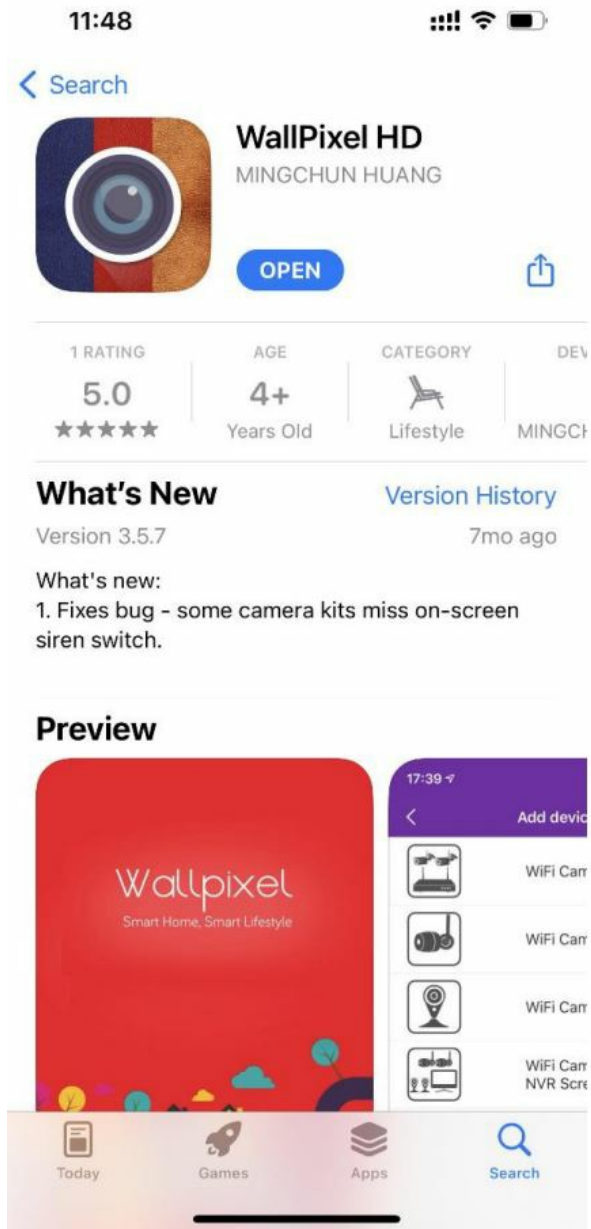 11:48
Search
WallPixel HD
MINGCHUN HUANG
OPEN
1 RATING
AGE
CATEGORY
DEV
5.0
4+
Years Old
Lifestyle
MINGCH
What's New
Version History
Version 3.5.7
7mo ago
What's new:
1. Fixes bug - some camera kits miss on-screen
siren switch.
Preview
Wallpixel
Smart Home, Smart Lifestyle
17:39
Add devic
WiFi Cam
WiFi Cam
WiFi Cam
WiFi Cam
NVR Scre
Today
Games
Apps
Search